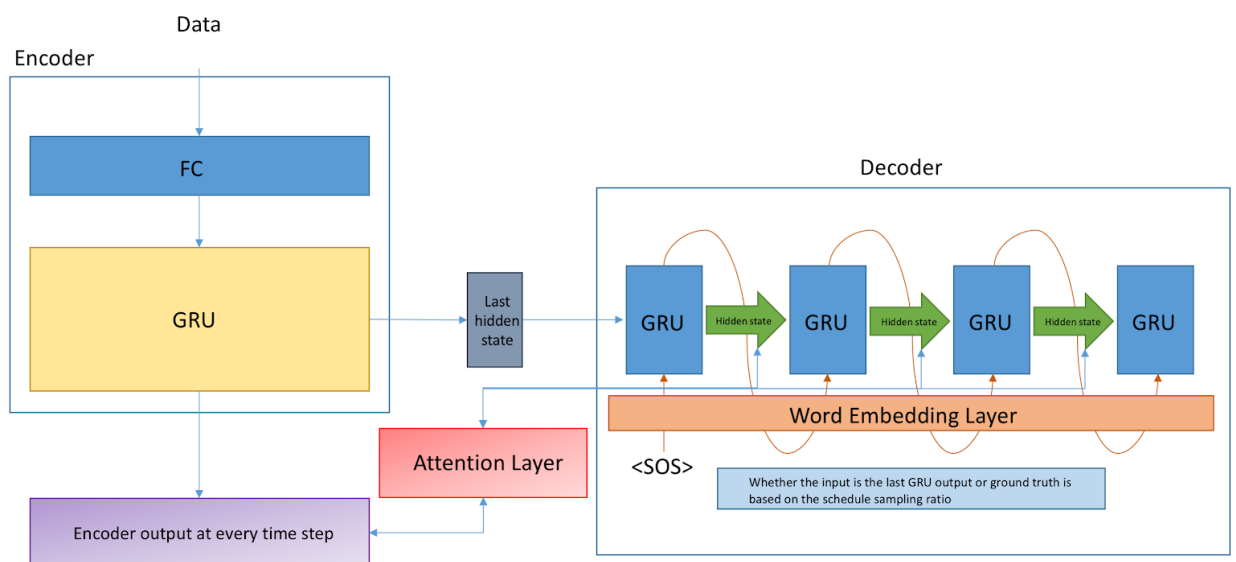 Data
Encoder
FC
GRU
Last
hidden
state
Attention Layer
Encoder output at every time step
Decoder
GRU
Hidden state
GRU
Hidden state
GRU
Hidden state
GRU
Word Embedding Layer
<SOS>
Whether the input is the last GRU output or ground truth is
based on the schedule sampling ratio